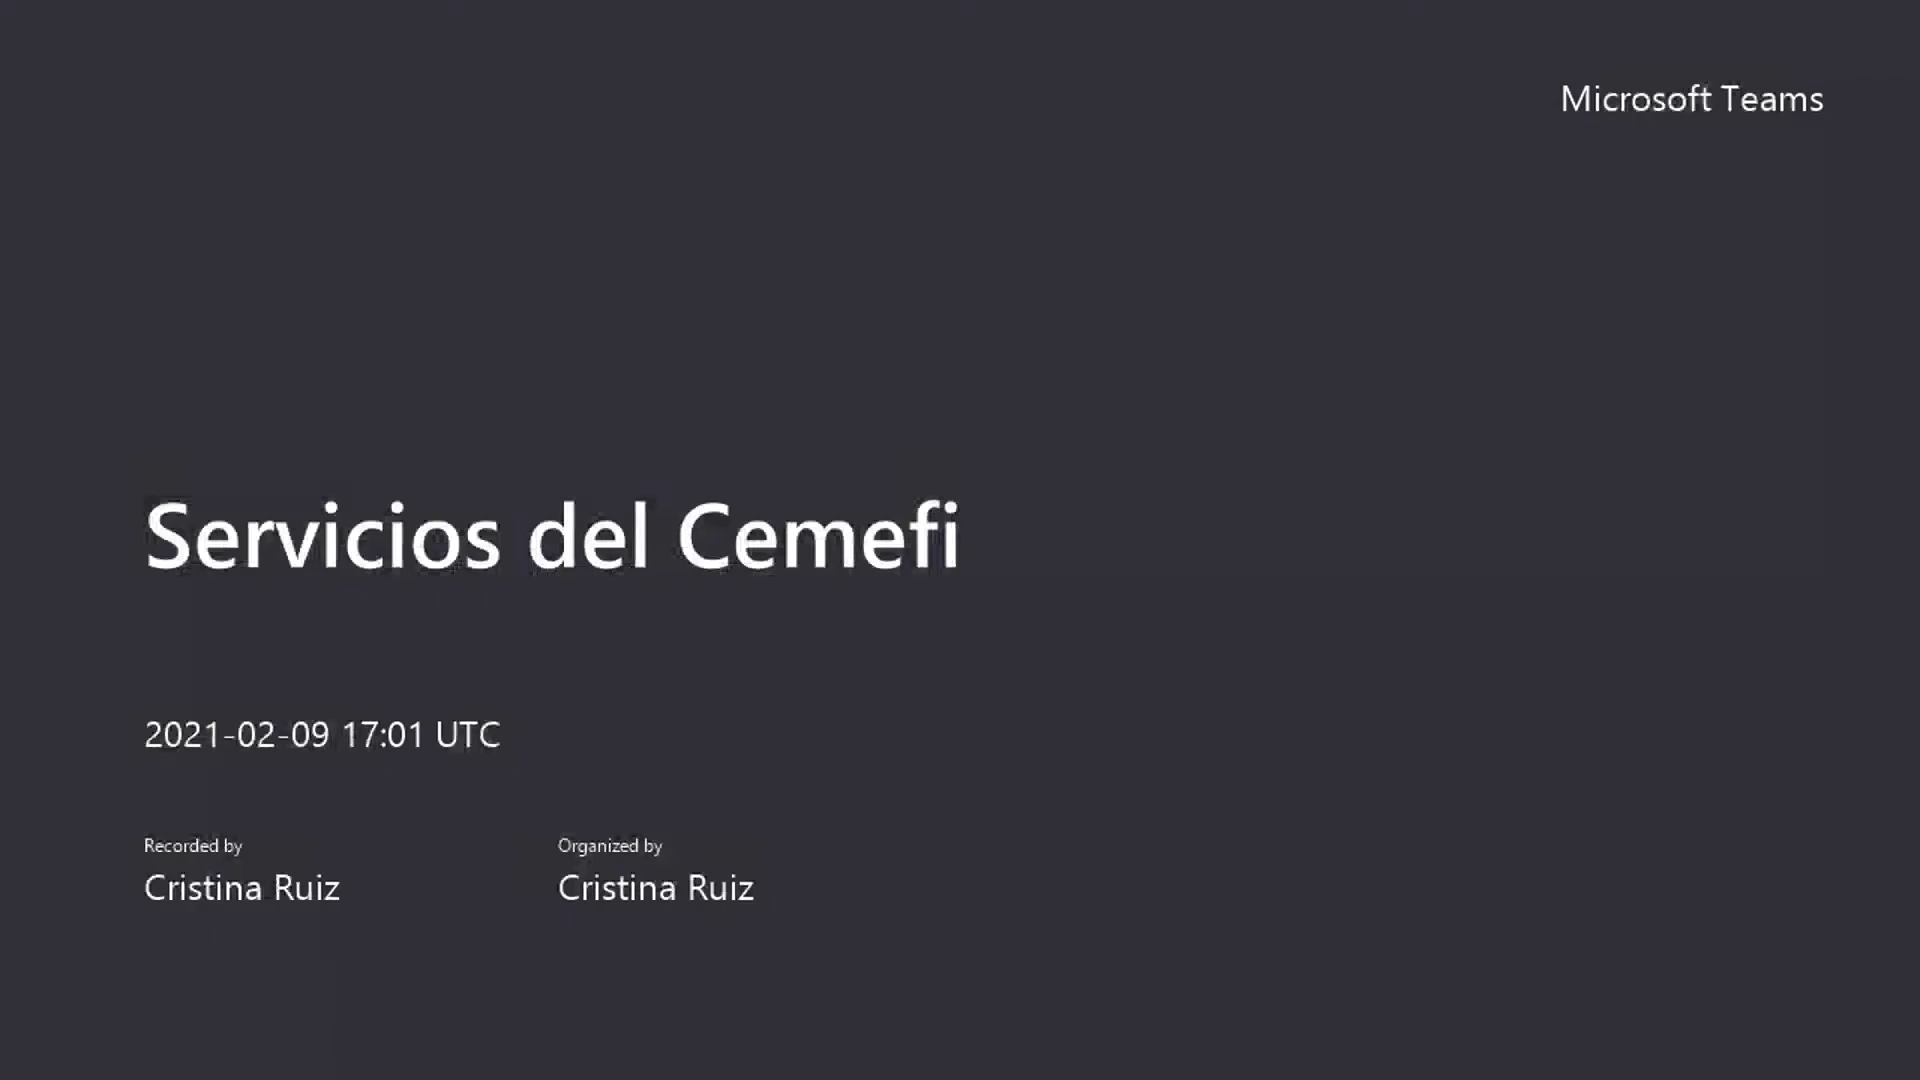 Microsoft Teams
Servicios del Cemefi
2021-02-09 17:01 UTC
Recorded by
Cristina Ruiz
Organized by
Cristina Ruiz